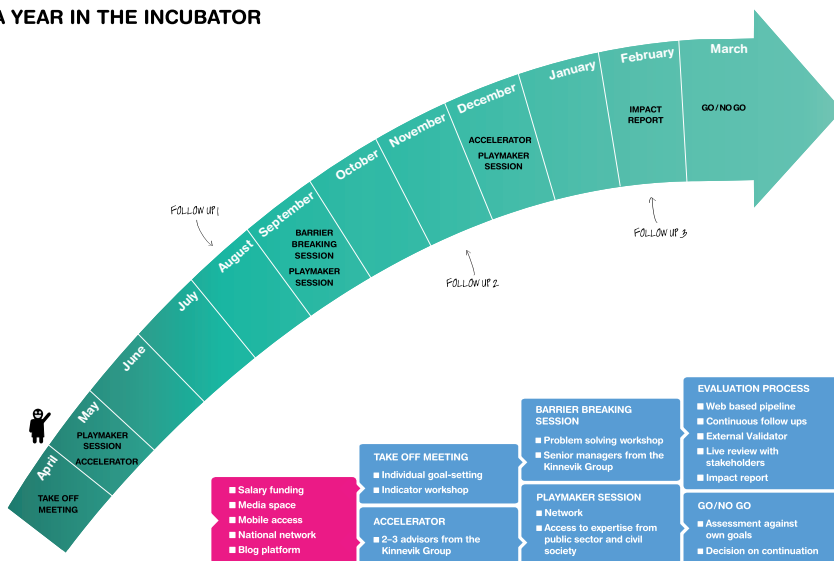 A YEAR IN THE INCUBATOR
April
TAKE OFF
MEETING
May
PLAYMAKER
SESSION
ACCELERATOR
June
July
August
FOLLOW UP 1
September
BARRIER
BREAKING
SESSION
PLAYMAKER
SESSION
October
November
FOLLOW UP 2
December
ACCELERATOR
PLAYMAKER
SESSION
January
February
IMPACT
REPORT
FOLLOW UP 3
March
GO / NO GO
Salary funding
Media space
Mobile access
National network
Blog platform
TAKE OFF MEETING
Individual goal-setting
Indicator workshop
ACCELERATOR
2–3 advisors from the
Kinnevik Group
BARRIER BREAKING
SESSION
Problem solving workshop
Senior managers from the
Kinnevik Group
PLAYMAKER SESSION
Network
Access to expertise from
public sector and civil
society
EVALUATION PROCESS
Web based pipeline
Continuous follow ups
External Validator
Live review with
stakeholders
Impact report
GO/NO GO
Assessment against
own goals
Decision on continuation